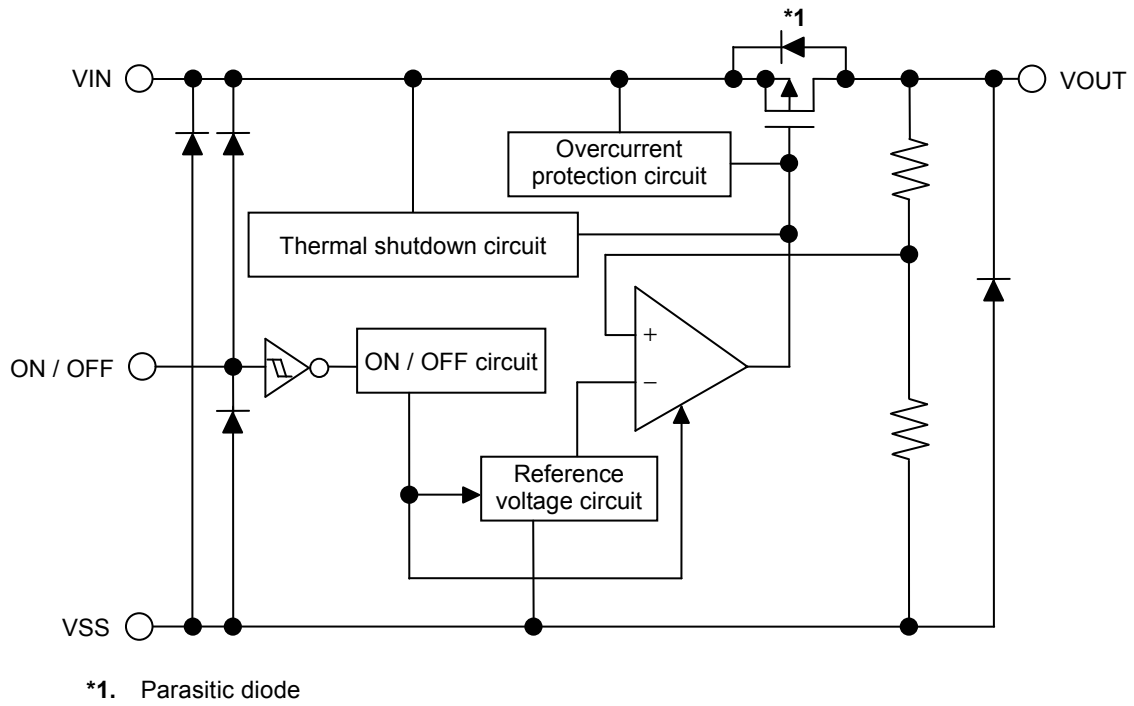 *1
VIN
VOUT
Overcurrent
protection circuit
Thermal shutdown circuit
+
ON / OFF
ON / OFF circuit
−
Reference
voltage circuit
VSS
*1. Parasitic diode